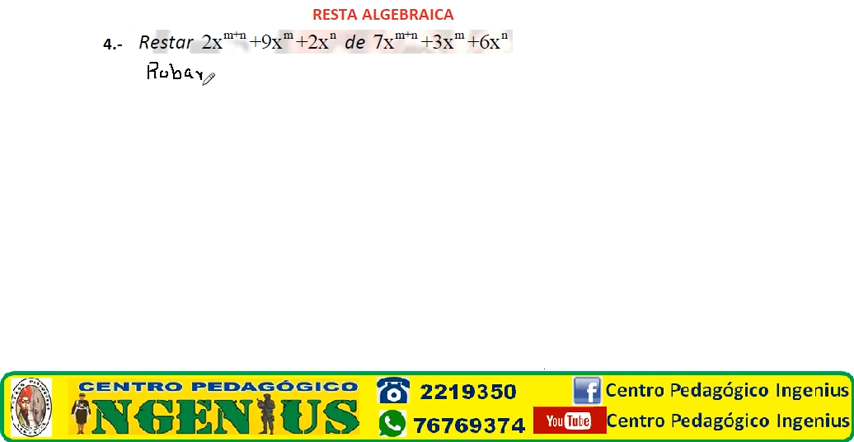 RESTA ALGEBRAICA
4.- Restar 2x^{m+n}+9x^{m}+2x^{n} de 7x^{m+n}+3x^{m}+6x^{n}
Robar
CENTRO PEDAGÓGICO
INGENIUS
2219350
76769374
Centro Pedagógico Ingenius
YouTube Centro Pedagógico Ingenius